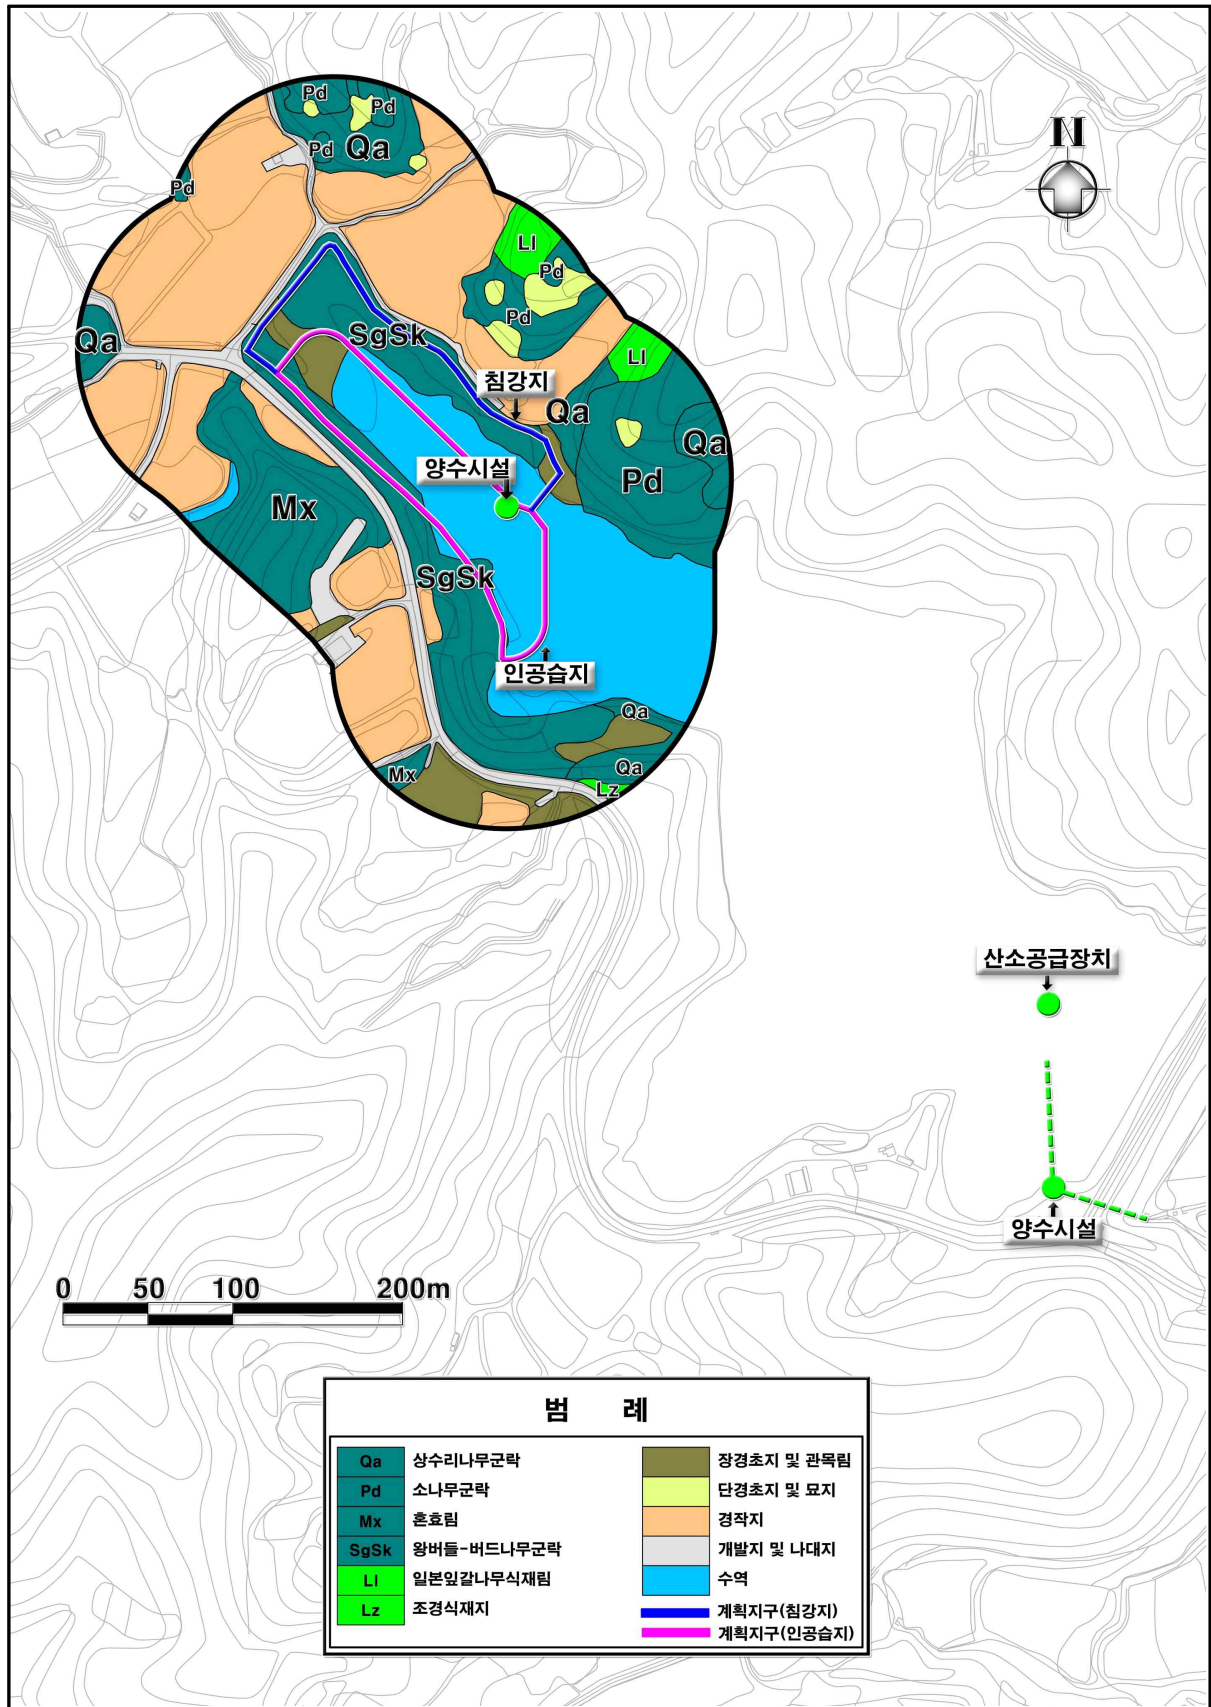 Pd
Pd
Pd
Qa
Pd
N
Ll
Pd
Pd
Qa
SgSk
Ll
침강지
Qa
Qa
양수시설
Pd
Mx
SgSk
인공습지
Qa
Qa
Mx
Lz
산소공급장치
양수시설
0 50 100 200m
범 례
Qa 상수리나무군락
Pd 소나무군락
Mx 혼효림
SgSk 왕버들-버드나무군락
Ll 일본잎갈나무식재림
Lz 조경식재지
장경초지 및 관목림
단경초지 및 묘지
경작지
개발지 및 나대지
수역
계획지구(침강지)
계획지구(인공습지)